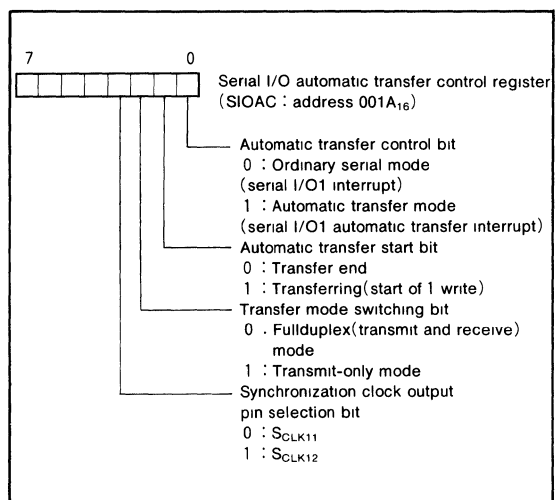 7 0
Serial I/O automatic transfer control register
(SIOAC : address 001A₁₆)
Automatic transfer control bit
0 : Ordinary serial mode
(serial I/O1 interrupt)
1 : Automatic transfer mode
(serial I/O1 automatic transfer interrupt)
Automatic transfer start bit
0 : Transfer end
1 : Transferring(start of 1 write)
Transfer mode switching bit
0 . Fullduplex(transmit and receive)
mode
1 : Transmit-only mode
Synchronization clock output
pin selection bit
0 : S_CLK11
1 : S_CLK12